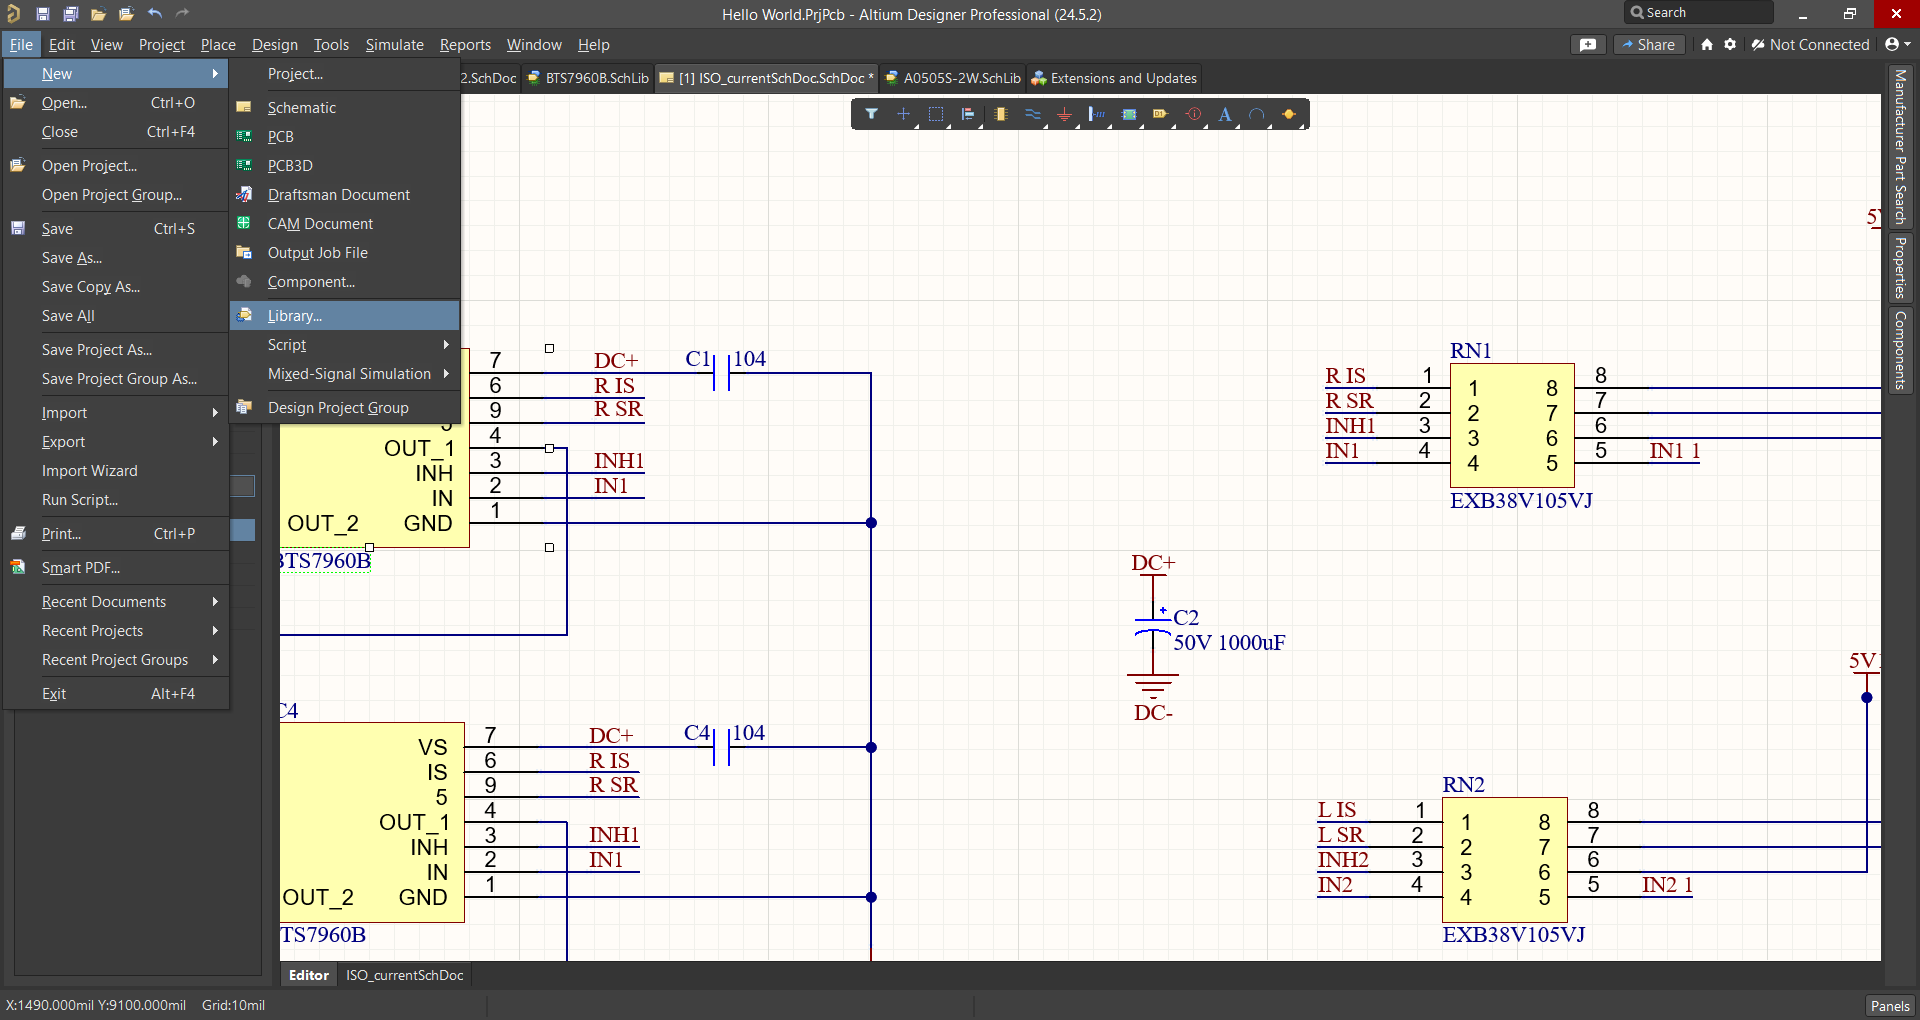 Hello World.PrjPcb - Altium Designer Professional (24.5.2)
Search
File Edit View Project Place Design Tools Simulate Reports Window Help
Share
Not Connected
2.SchDoc
BTS7960B.SchLib
[1] ISO_currentSchDoc.SchDoc *
A0505S-2W.SchLib
Extensions and Updates
New
Open... Ctrl+O
Close Ctrl+F4
Open Project...
Open Project Group...
Save Ctrl+S
Save As...
Save Copy As...
Save All
Save Project As...
Save Project Group As...
Import
Export
Import Wizard
Run Script...
Print... Ctrl+P
Smart PDF...
Recent Documents
Recent Projects
Recent Project Groups
Exit Alt+F4
Project...
Schematic
PCB
PCB3D
Draftsman Document
CAM Document
Output Job File
Component...
Library...
Script
Mixed-Signal Simulation
Design Project Group
7 DC+ C1 104
6 R IS
9 R SR
4
OUT_1
3 INH1
INH
2 IN1
IN
1
OUT_2 GND
BTS7960B
DC+
C2
50V 1000uF
DC-
RN1
R IS 1 1 8 8
R SR 2 2 7 7
INH1 3 3 6 6
IN1 4 4 5 5 IN1 1
EXB38V105VJ
C4
7 DC+ C4 104
VS
6 R IS
IS
9 R SR
5
4
OUT_1
3 INH1
INH
2 IN1
IN
1
OUT_2 GND
TS7960B
RN2
L IS 1 1 8 8
L SR 2 2 7 7
INH2 3 3 6 6
IN2 4 4 5 5 IN2 1
EXB38V105VJ
Manufacturer Part Search
Properties
Components
Editor ISO_currentSchDoc
X:1490.000mil Y:9100.000mil Grid:10mil
Panels